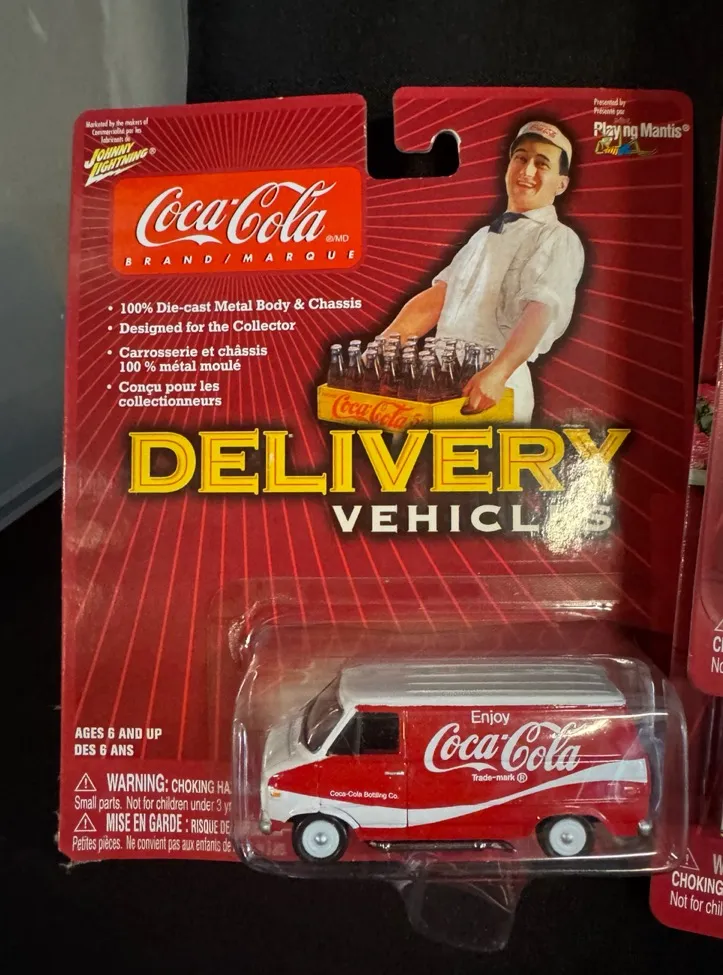 Marketed by the makers of
Commercialisé par les
fabricants de
JOHNNY
LIGHTNING®
Presented by
Présenté par
Playing Mantis®
Coca-Cola
®/MD
BRAND / MARQUE
• 100% Die-cast Metal Body & Chassis
• Designed for the Collector
• Carrosserie et châssis
100 % métal moulé
• Conçu pour les
collectionneurs
Coca-Cola
DELIVERY
VEHICLES
AGES 6 AND UP
DES 6 ANS
WARNING: CHOKING HA
Small parts. Not for children under 3 yr
MISE EN GARDE : RISQUE DE
Petites pièces. Ne convient pas aux enfants de
Enjoy
Coca-Cola
Trade-mark ®
Coca-Cola Bottling Co.
CHOKING
Not for chil